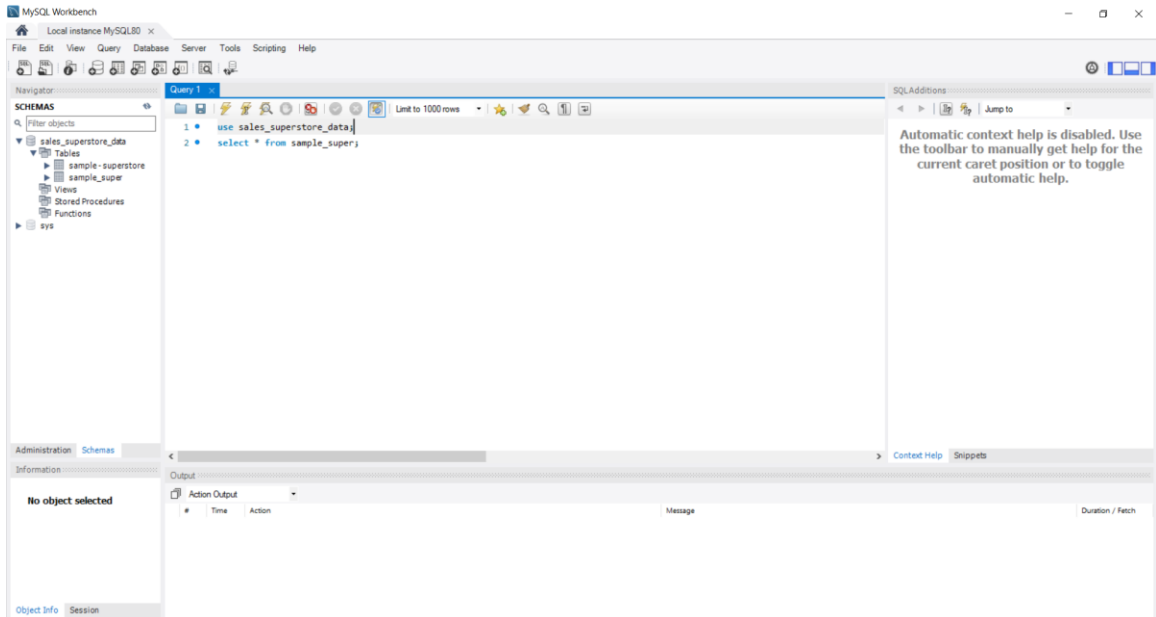 MySQL Workbench
Local instance MySQL80
File Edit View Query Database Server Tools Scripting Help
Navigator
SCHEMAS
Filter objects
sales_superstore_data
Tables
sample-superstore
sample_super
Views
Stored Procedures
Functions
sys
Administration Schemas
Information
No object selected
Object Info Session
Query 1
Limit to 1000 rows
1 use sales_superstore_data;
2 select * from sample_super;
Output
Action Output
# Time Action Message Duration / Fetch
SQLAdditions
Jump to
Automatic context help is disabled. Use
the toolbar to manually get help for the
current caret position or to toggle
automatic help.
Context Help Snippets